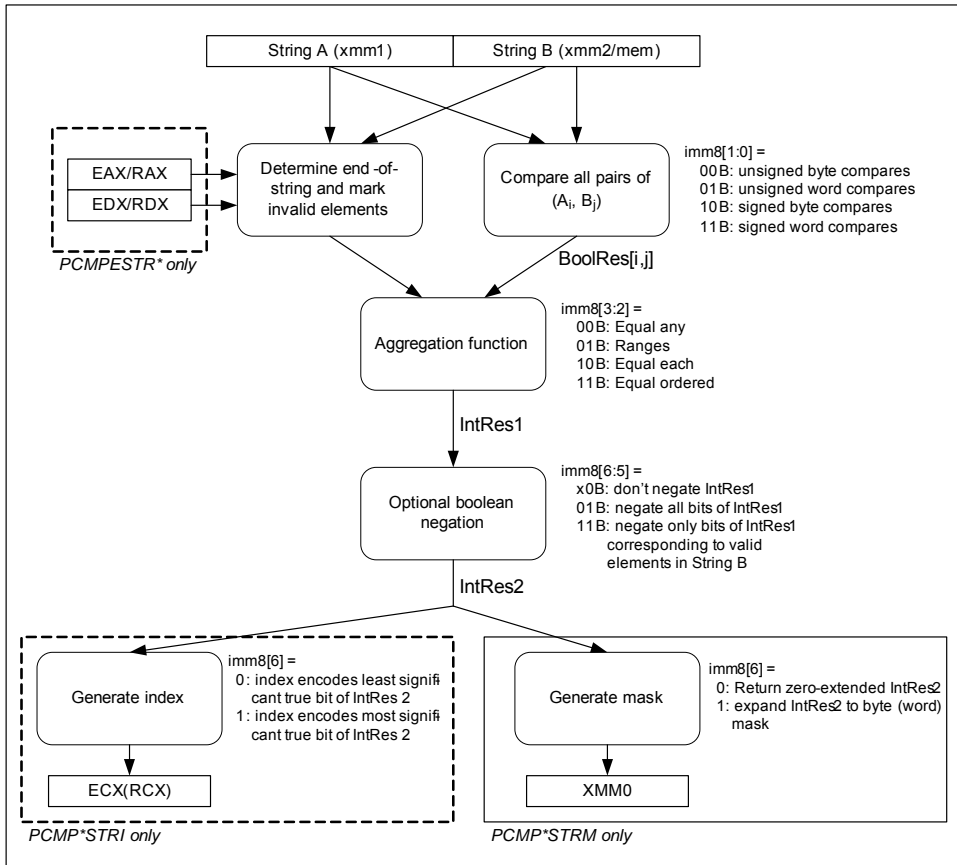 String A (xmm1)
String B (xmm2/mem)
EAX/RAX
EDX/RDX
PCMPESTR* only
Determine end -of-
string and mark
invalid elements
Compare all pairs of
(Ai, Bj)
imm8[1:0] =
00B: unsigned byte compares
01B: unsigned word compares
10B: signed byte compares
11B: signed word compares
BoolRes[i,j]
Aggregation function
imm8[3:2] =
00B: Equal any
01B: Ranges
10B: Equal each
11B: Equal ordered
IntRes1
Optional boolean
negation
imm8[6:5] =
x0B: don't negate IntRes1
01B: negate all bits of IntRes1
11B: negate only bits of IntRes1
corresponding to valid
elements in String B
IntRes2
Generate index
imm8[6] =
0: index encodes least signifi
cant true bit of IntRes 2
1: index encodes most signifi
cant true bit of IntRes 2
ECX(RCX)
PCMP*STRI only
Generate mask
imm8[6] =
0: Return zero-extended IntRes2
1: expand IntRes2 to byte (word)
mask
XMM0
PCMP*STRM only